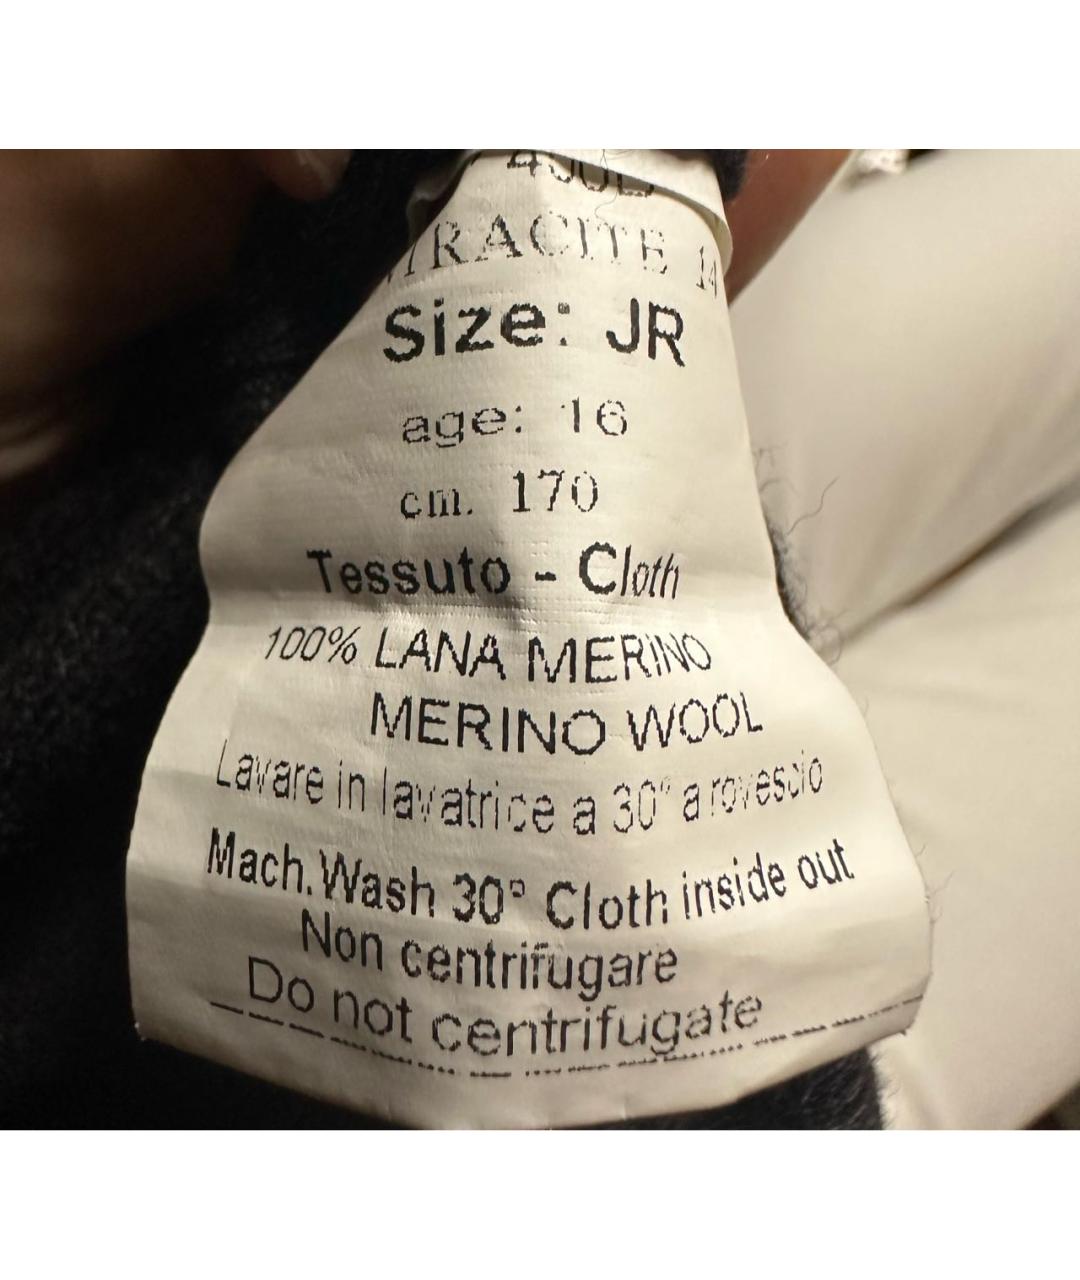 Size: JR
age: 16
cm. 170
Tessuto - Cloth
100% LANA MERINO
MERINO WOOL
Lavare in lavatrice a 30° a rovescio
Mach.Wash 30° Cloth inside out
Non centrifugare
Do not centrifugate